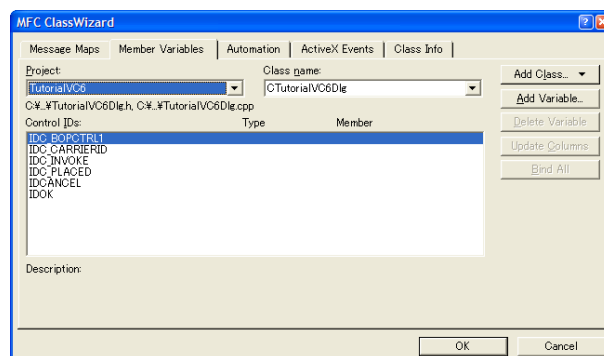 MFC ClassWizard
Message Maps Member Variables Automation ActiveX Events Class Info
Project: Class name:
TutorialVC6 CTutorialVC6Dlg
Add Class...
C:¥..¥TutorialVC6Dlg.h, C:¥..¥TutorialVC6Dlg.cpp
Add Variable...
Control IDs: Type Member
Delete Variable
IDC_BOPCTRL1
IDC_CARRIERID
Update Columns
IDC_INVOKE
IDC_PLACED
Bind All
IDCANCEL
IDOK
Description:
OK Cancel